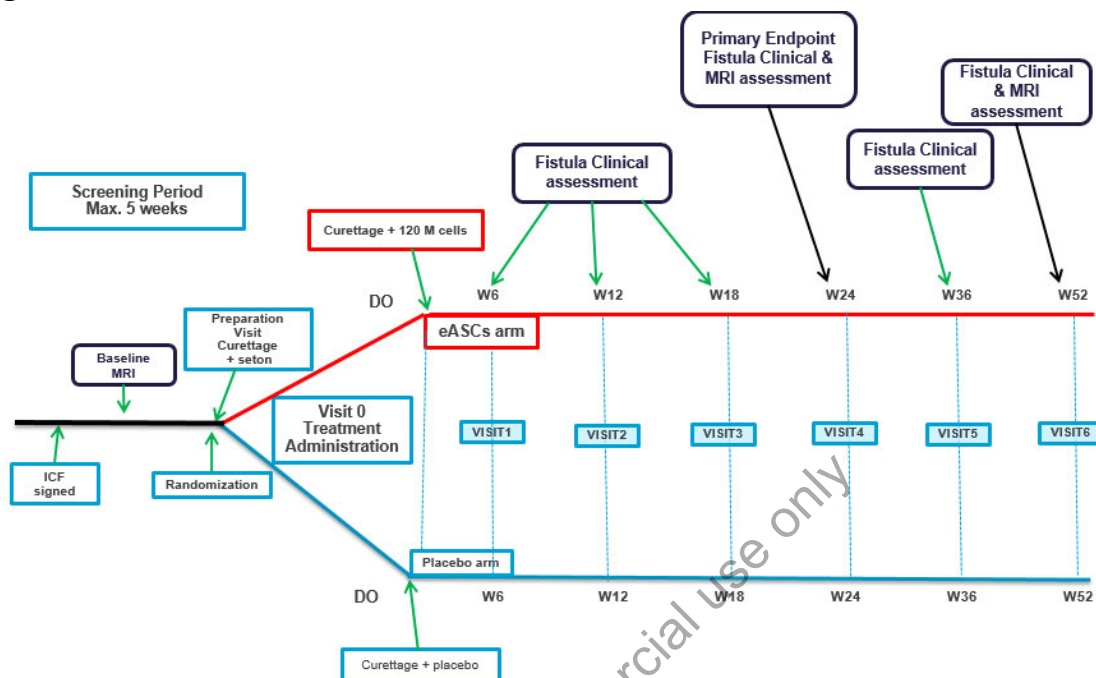 Primary Endpoint
Fistula Clinical &
MRI assessment
Fistula Clinical
& MRI
assessment
Fistula Clinical
assessment
Fistula Clinical
assessment
Screening Period
Max. 5 weeks
Curettage + 120 M cells
DO
W6
W12
W18
W24
W36
W52
eASCs arm
Preparation
Visit
Curettage
+ seton
Baseline
MRI
Visit 0
Treatment
Administration
VISIT1
VISIT2
VISIT3
VISIT4
VISIT5
VISIT6
ICF
signed
Randomization
Placebo arm
DO
W6
W12
W18
W24
W36
W52
Curettage + placebo
rcial use only